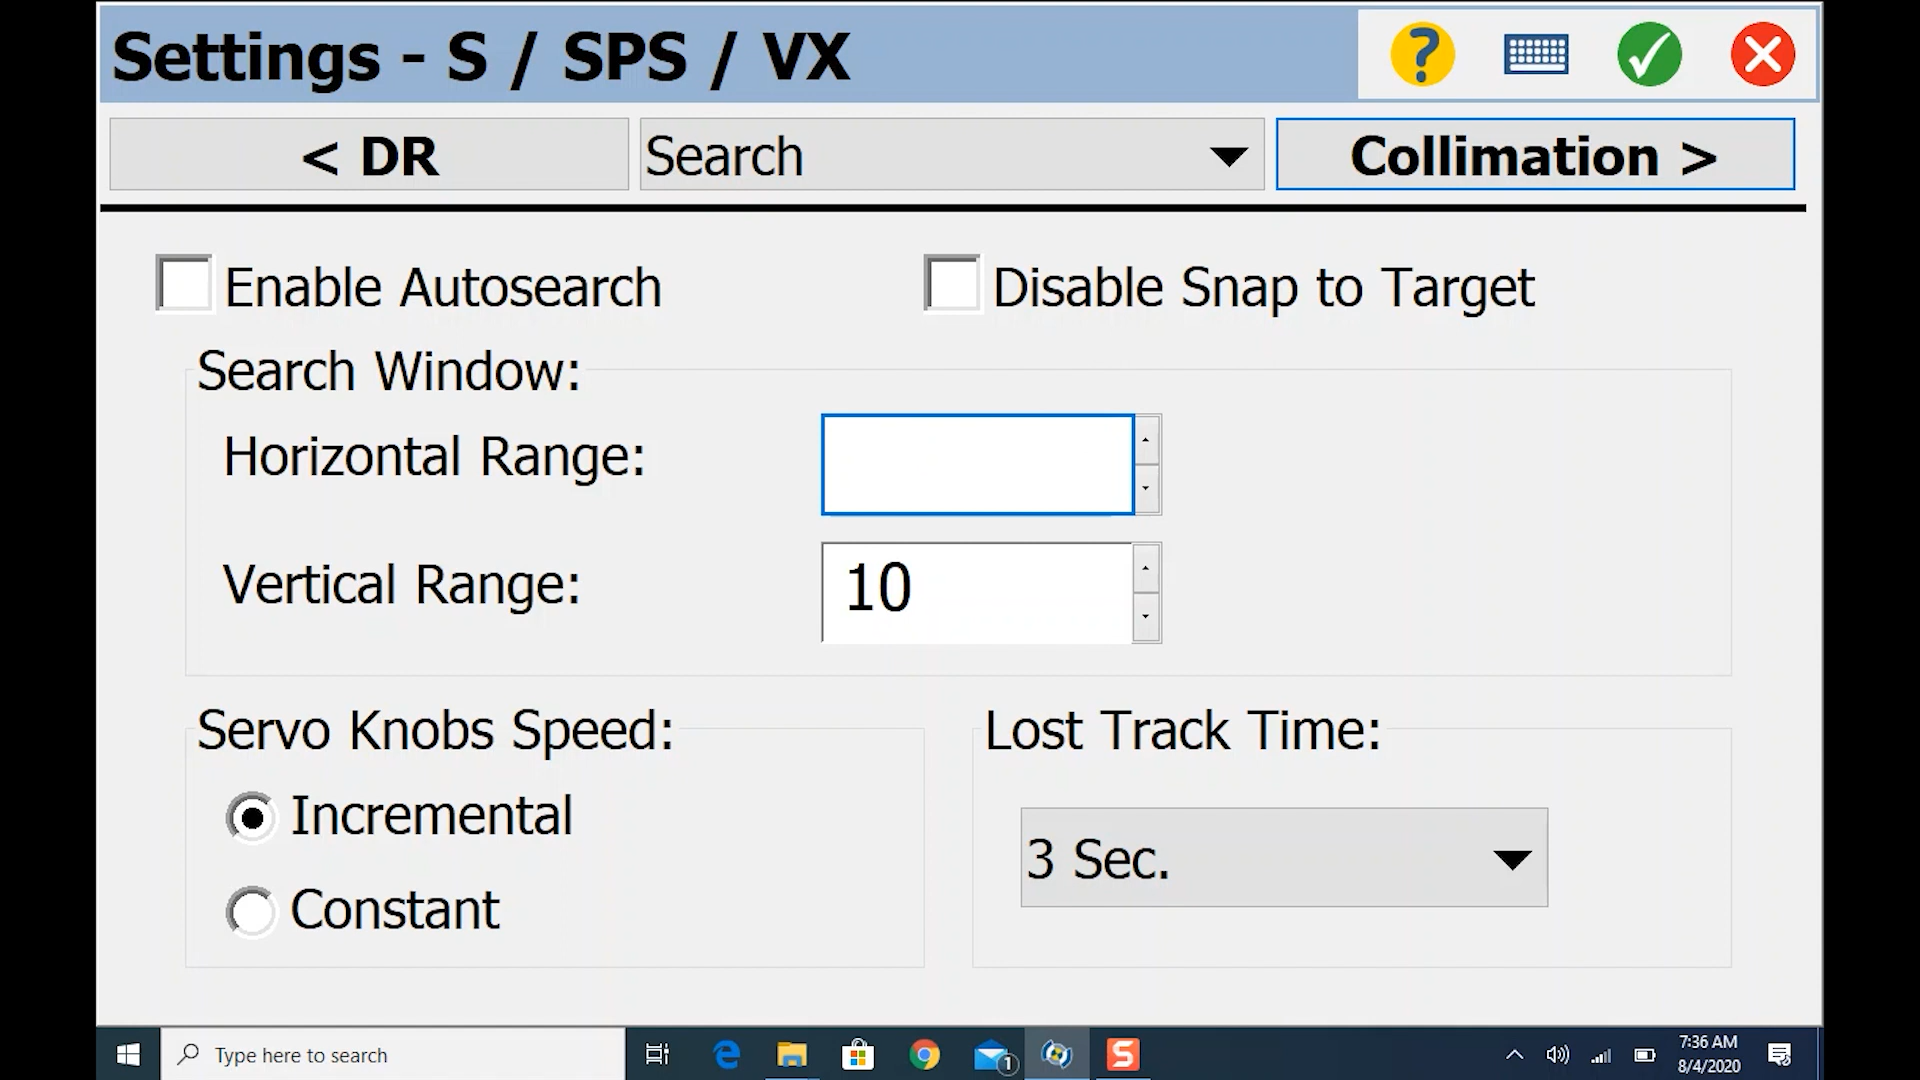 Settings - S / SPS / VX
?
< DR
Search
Collimation >
Enable Autosearch
Disable Snap to Target
Search Window:
Horizontal Range:
Vertical Range:
10
Servo Knobs Speed:
Incremental
Constant
Lost Track Time:
3 Sec.
Type here to search
1
S
7:36 AM
8/4/2020